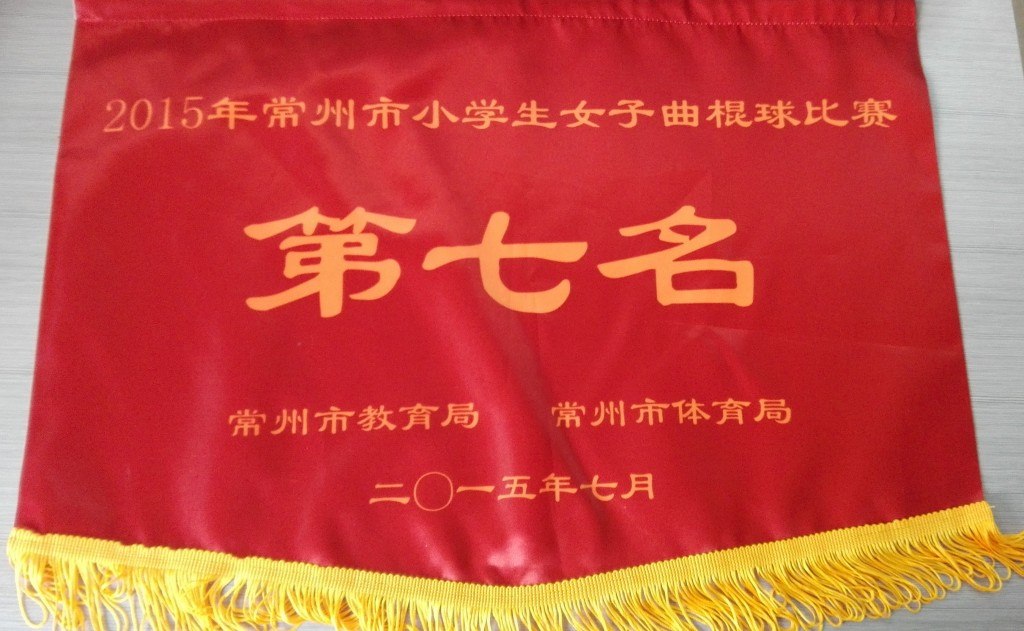 2015年常州市小学生女子曲棍球比赛
第七名
常州市教育局 常州市体育局
二〇一五年七月